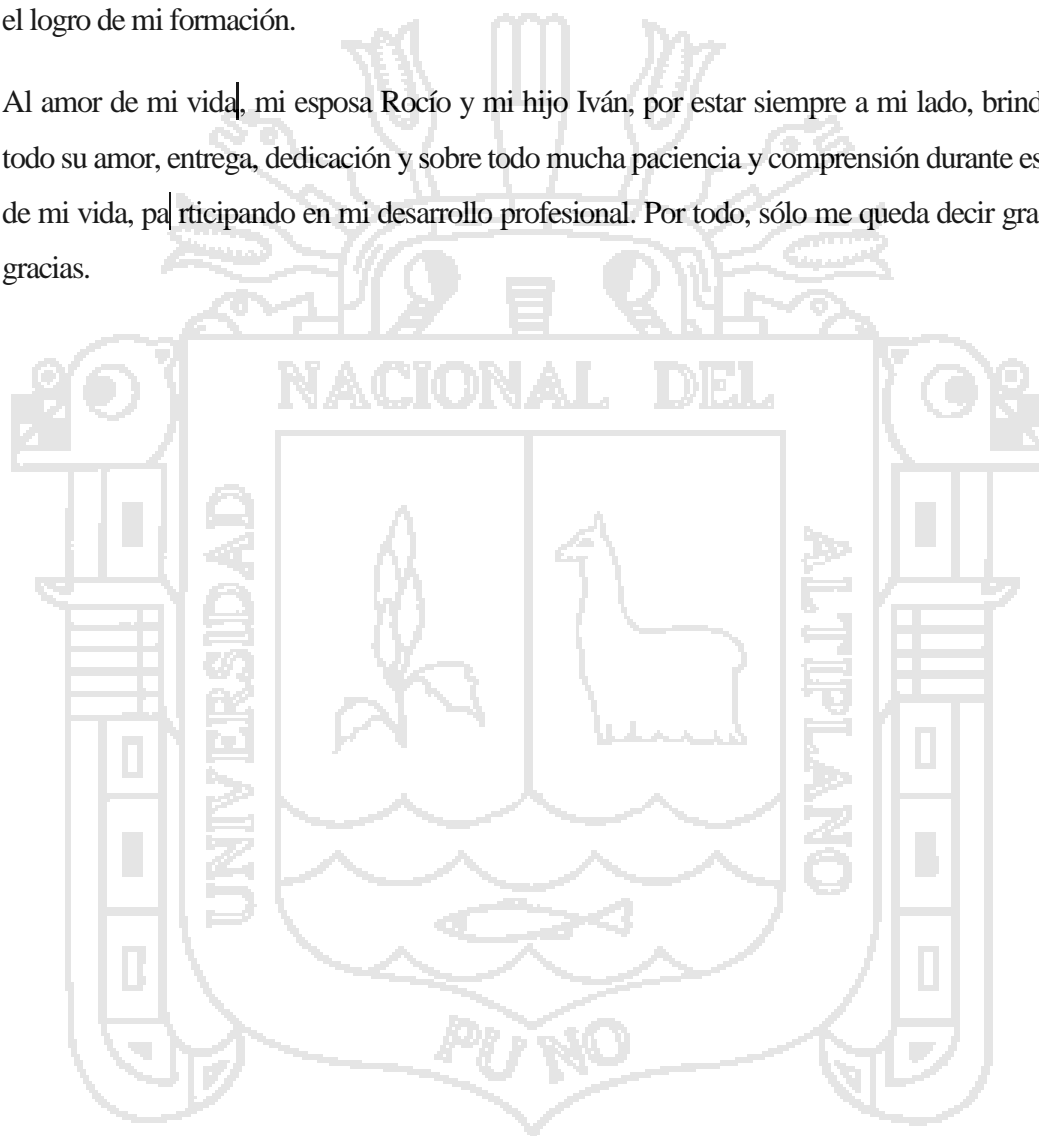 el logro de mi formación.
Al amor de mi vida, mi esposa Rocío y mi hijo Iván, por estar siempre a mi lado, brind
todo su amor, entrega, dedicación y sobre todo mucha paciencia y comprensión durante es
de mi vida, pa rticipando en mi desarrollo profesional. Por todo, sólo me queda decir gra
gracias.
NACIONAL DEL
UNIVERSIDAD
ALTIPLANO
PUNO